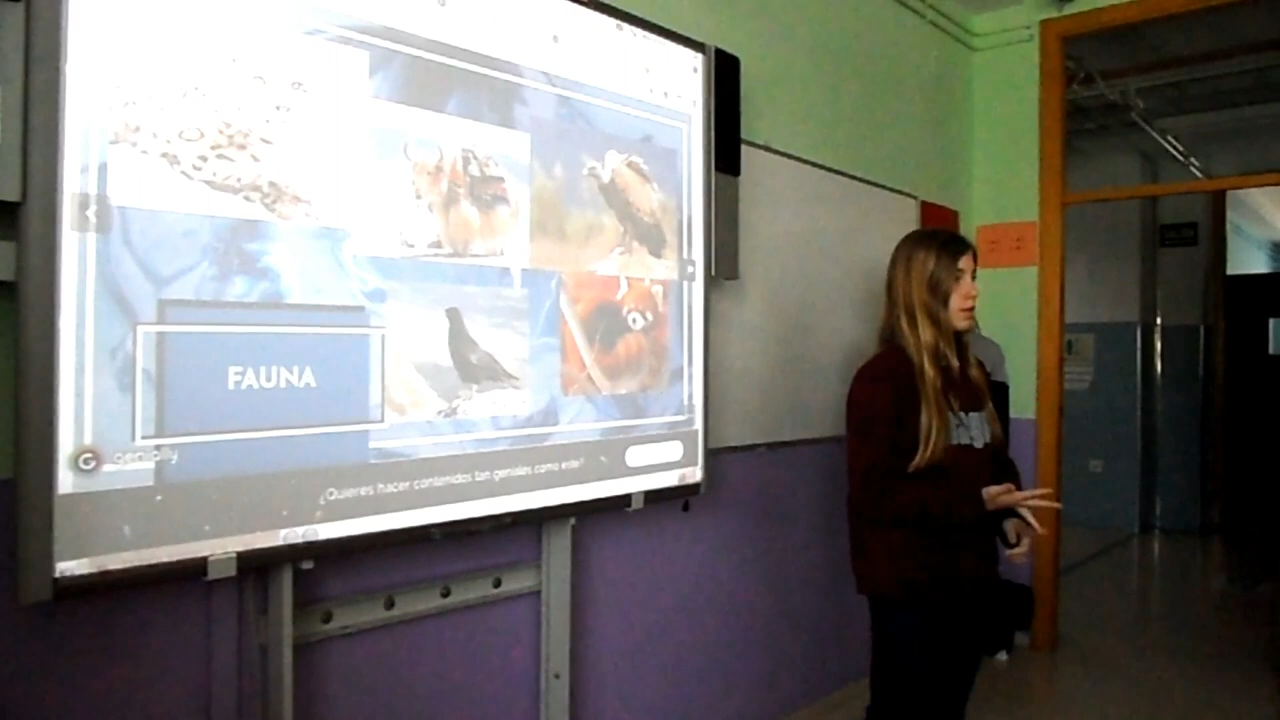 FAUNA
genially
¿Quieres hacer contenidos tan geniales como este?